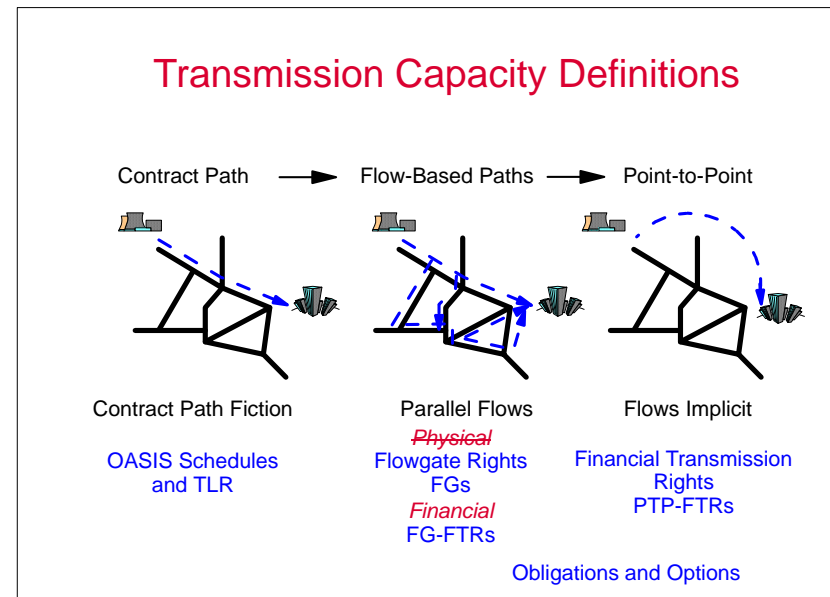 Transmission Capacity Definitions
Contract Path
Flow-Based Paths
Point-to-Point
Contract Path Fiction
Parallel Flows
Flows Implicit
OASIS Schedules
and TLR
Physical
Flowgate Rights
FGs
Financial
FG-FTRs
Financial Transmission
Rights
PTP-FTRs
Obligations and Options